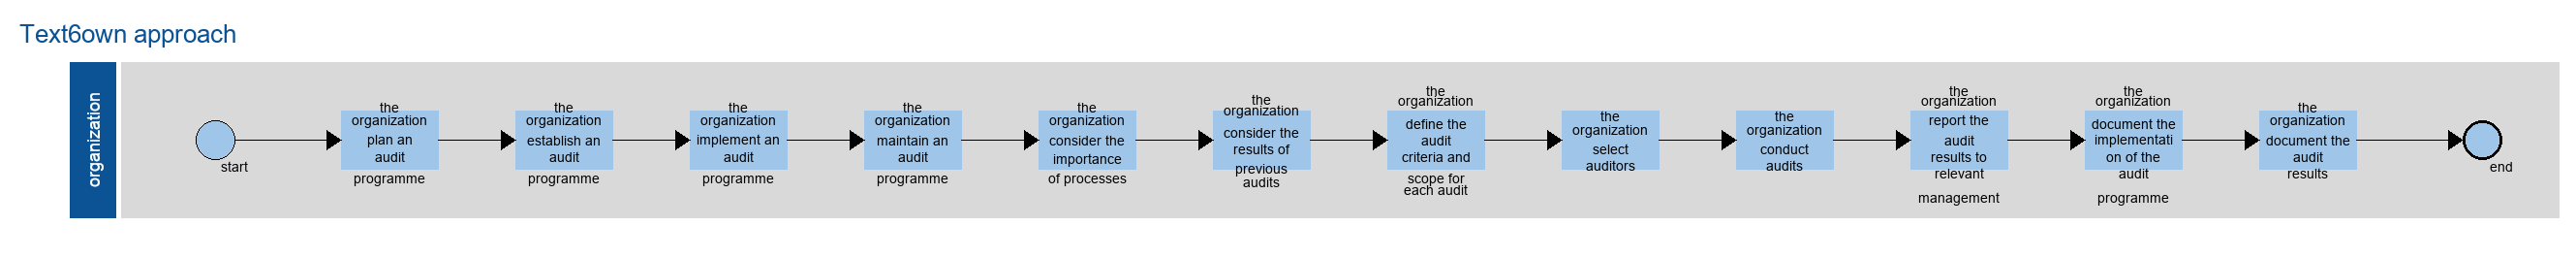 Text6own approach
organization
start
the
organization
plan an
audit
programme
the
organization
establish an
audit
programme
the
organization
implement an
audit
programme
the
organization
maintain an
audit
programme
the
organization
consider the
importance
of processes
the
organization
consider the
results of
previous
audits
the
organization
define the
audit
criteria and
scope for
each audit
the
organization
select
auditors
the
organization
conduct
audits
the
organization
report the
audit
results to
relevant
management
the
organization
document the
implementati
on of the
audit
programme
the
organization
document the
audit
results
end